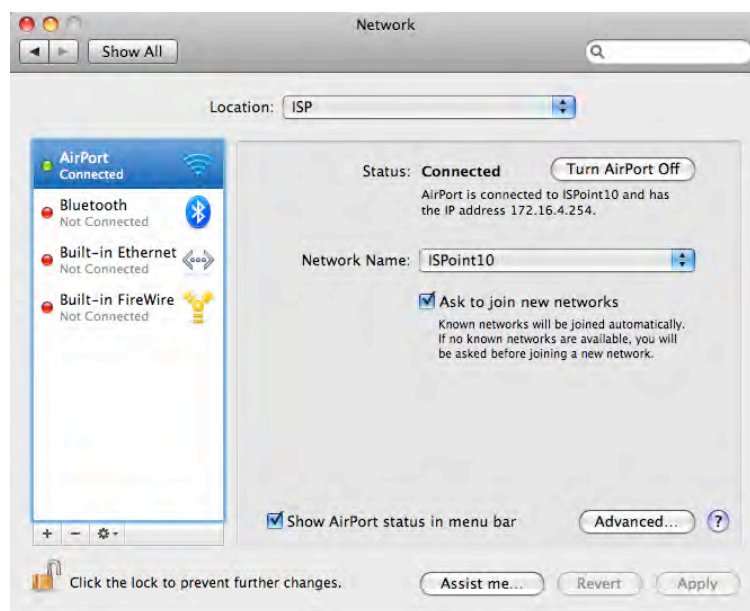 Network
Show All
Location: ISP
AirPort
Connected
Bluetooth
Not Connected
Built-in Ethernet
Not Connected
Built-in FireWire
Not Connected
Status: Connected
Turn AirPort Off
AirPort is connected to ISPoint10 and has
the IP address 172.16.4.254.
Network Name: ISPoint10
Ask to join new networks
Known networks will be joined automatically.
If no known networks are available, you will
be asked before joining a new network.
Show AirPort status in menu bar
Advanced...
?
Click the lock to prevent further changes.
Assist me...
Revert
Apply